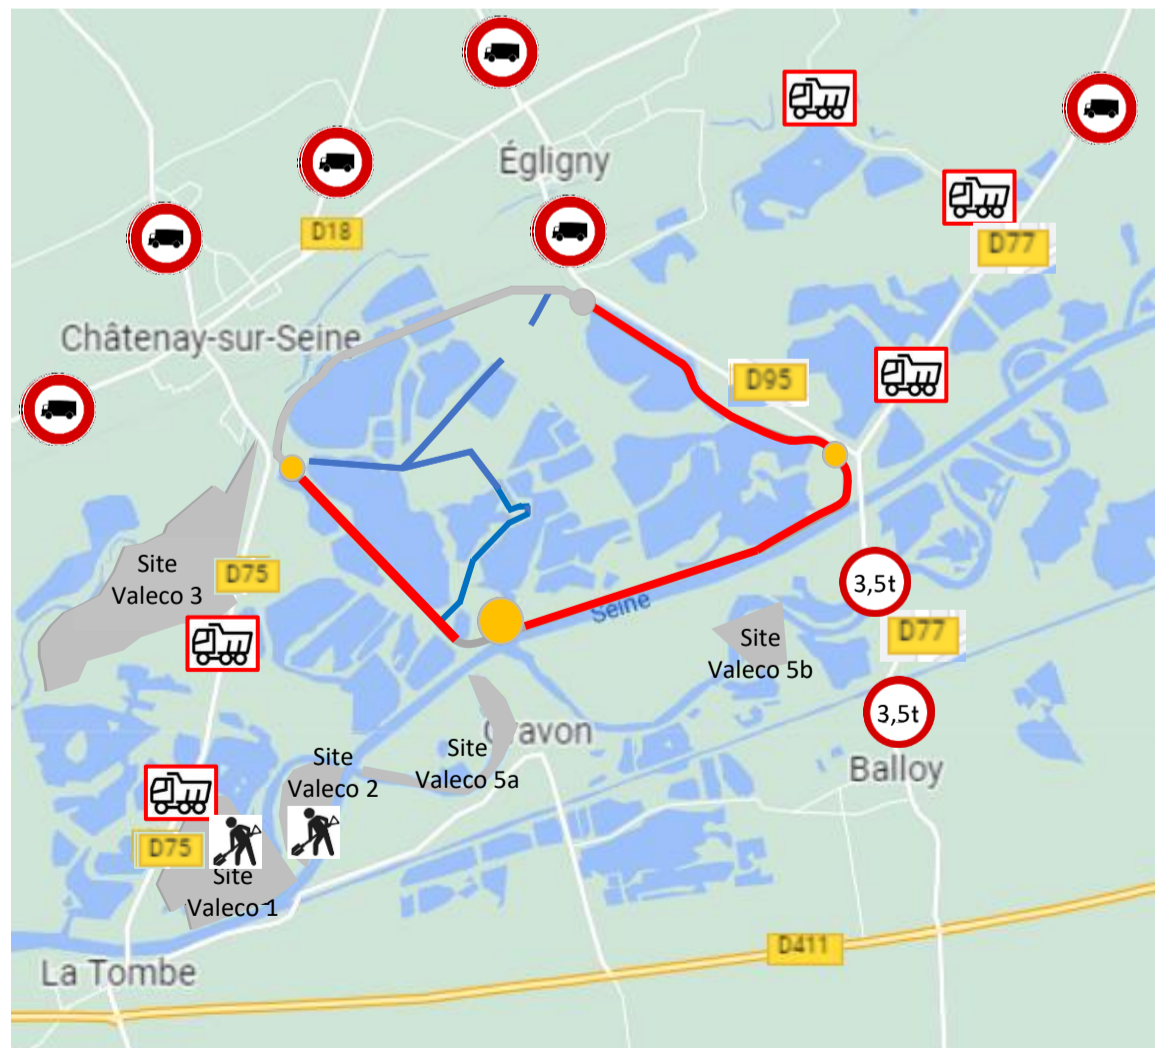 Égligny
D18
D77
Châtenay-sur-Seine
D95
Site
Valeco 3
D75
3,5t
Seine
D77
Site
Valeco 5b
3,5t
Gravon
Site
Valeco 5a
Site
Valeco 2
Balloy
D75
Site
Valeco 1
D411
La Tombe